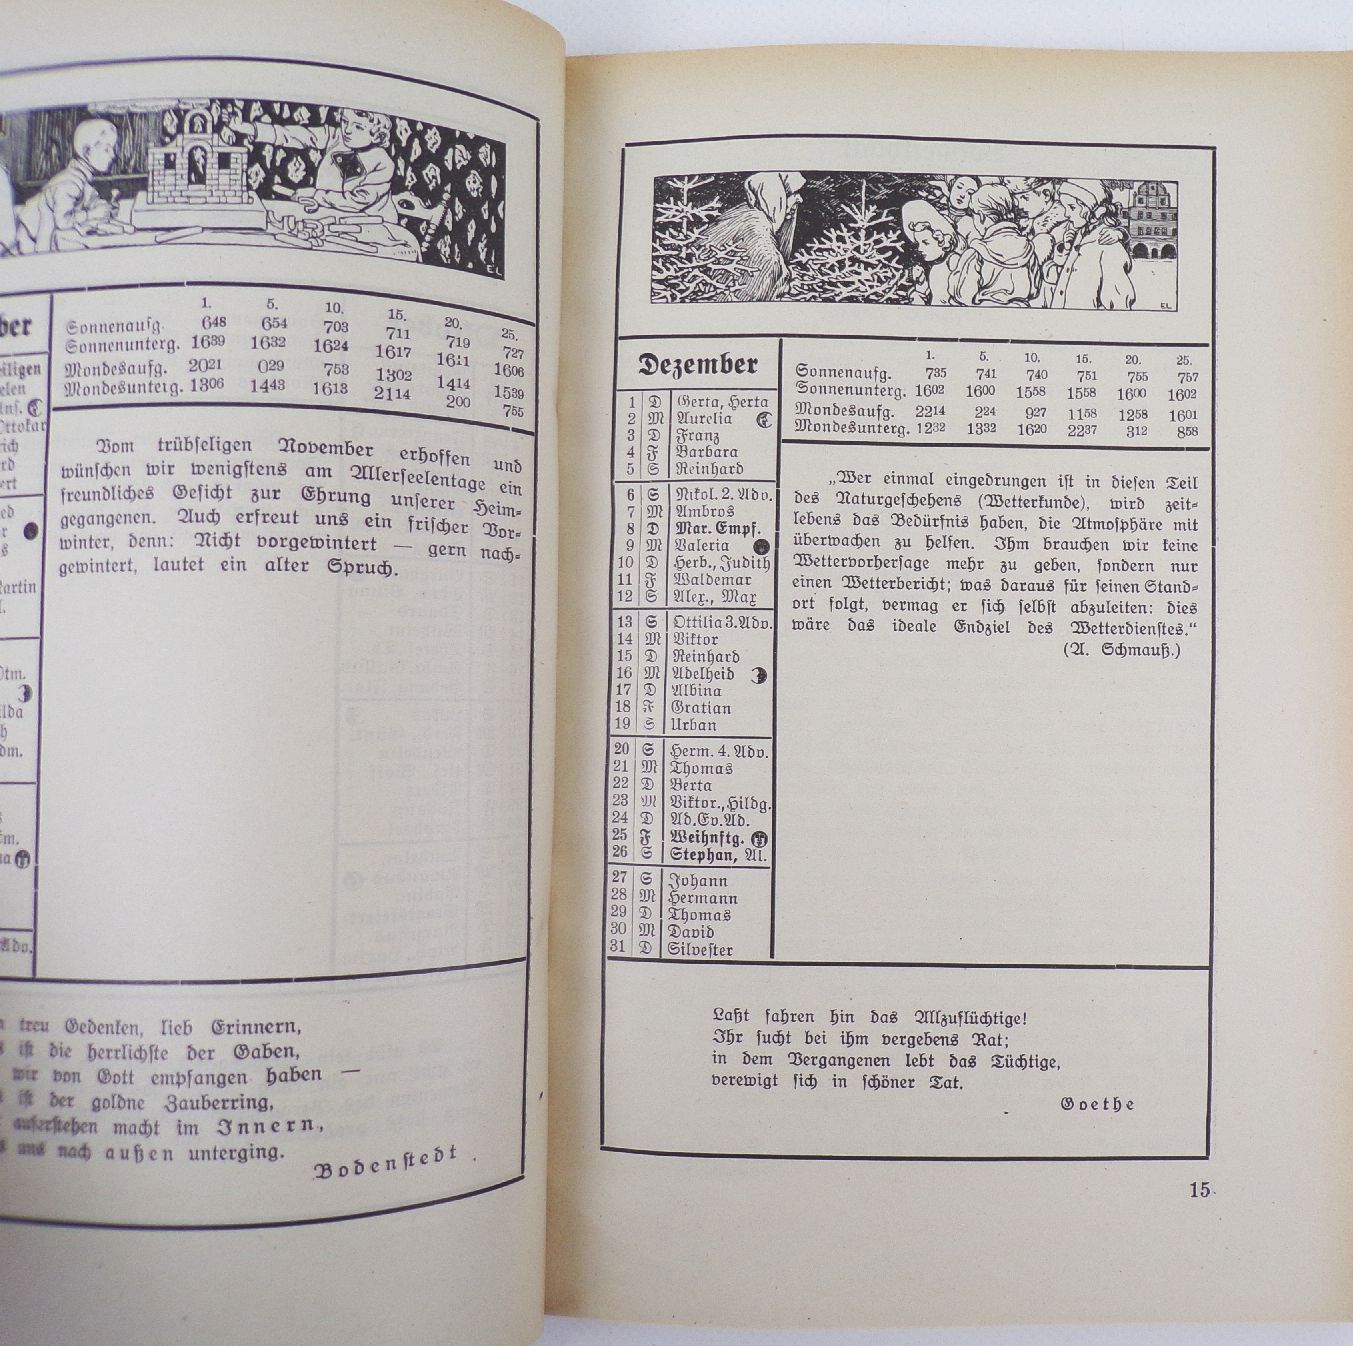 EL
ber
eiligen
elen
Ottokar
rich
rd
ert
ed
r
s
artin
l.
Otm.
ilda
h
dm.
s
m.
na
Adv.
1. 5. 10. 15. 20. 25.
Sonnenaufg. 648 654 703 711 719 727
Sonnenunterg. 1639 1632 1624 1617 1611 1606
Mondesaufg. 2021 029 753 1302 1414 1539
Mondesunterg. 1306 1443 1613 2114 200 755
Vom trübseligen November erhoffen und
wünschen wir wenigstens am Allerseelentage ein
freundliches Gesicht zur Ehrung unserer Heim-
gegangenen. Auch erfreut uns ein frischer Vor-
winter, denn: Nicht vorgewintert — gern nach-
gewintert, lautet ein alter Spruch.
treu Gedenken, lieb Erinnern,
ist die herrlichste der Gaben,
wir von Gott empfangen haben —
ist der goldne Zauberring,
auferstehen macht im Innern,
uns nach außen unterging.
Bodenstedt
EL
Dezember
1 D Gerta, Herta
2 M Aurelia
3 D Franz
4 F Barbara
5 S Reinhard
6 S Nikol. 2. Adv.
7 M Ambros
8 D Mar. Empf.
9 M Valeria
10 D Herb., Judith
11 F Waldemar
12 S Alex., Max
13 S Ottilia 3. Adv.
14 M Viktor
15 D Reinhard
16 M Adelheid
17 D Albina
18 F Gratian
19 S Urban
20 S Herm. 4. Adv.
21 M Thomas
22 D Berta
23 M Viktor., Hildg.
24 D Ad. Ev. Ad.
25 F Weihnstg.
26 S Stephan, Al.
27 S Johann
28 M Hermann
29 D Thomas
30 M David
31 D Silvester
1. 5. 10. 15. 20. 25.
Sonnenaufg. 735 741 740 751 755 757
Sonnenunterg. 1602 1600 1558 1558 1600 1602
Mondesaufg. 2214 224 927 1158 1258 1601
Mondesunterg. 1232 1332 1620 2237 312 858
„Wer einmal eingedrungen ist in diesen Teil
des Naturgeschehens (Wetterkunde), wird zeit-
lebens das Bedürfnis haben, die Atmosphäre mit
überwachen zu helfen. Ihm brauchen wir keine
Wettervorhersage mehr zu geben, sondern nur
einen Wetterbericht; was daraus für seinen Stand-
ort folgt, vermag er sich selbst abzuleiten: dies
wäre das ideale Endziel des Wetterdienstes.“
(A. Schmauß.)
Laßt fahren hin das Allzuflüchtige!
Ihr sucht bei ihm vergebens Rat;
in dem Vergangenen lebt das Tüchtige,
verewigt sich in schöner Tat.
Goethe
15